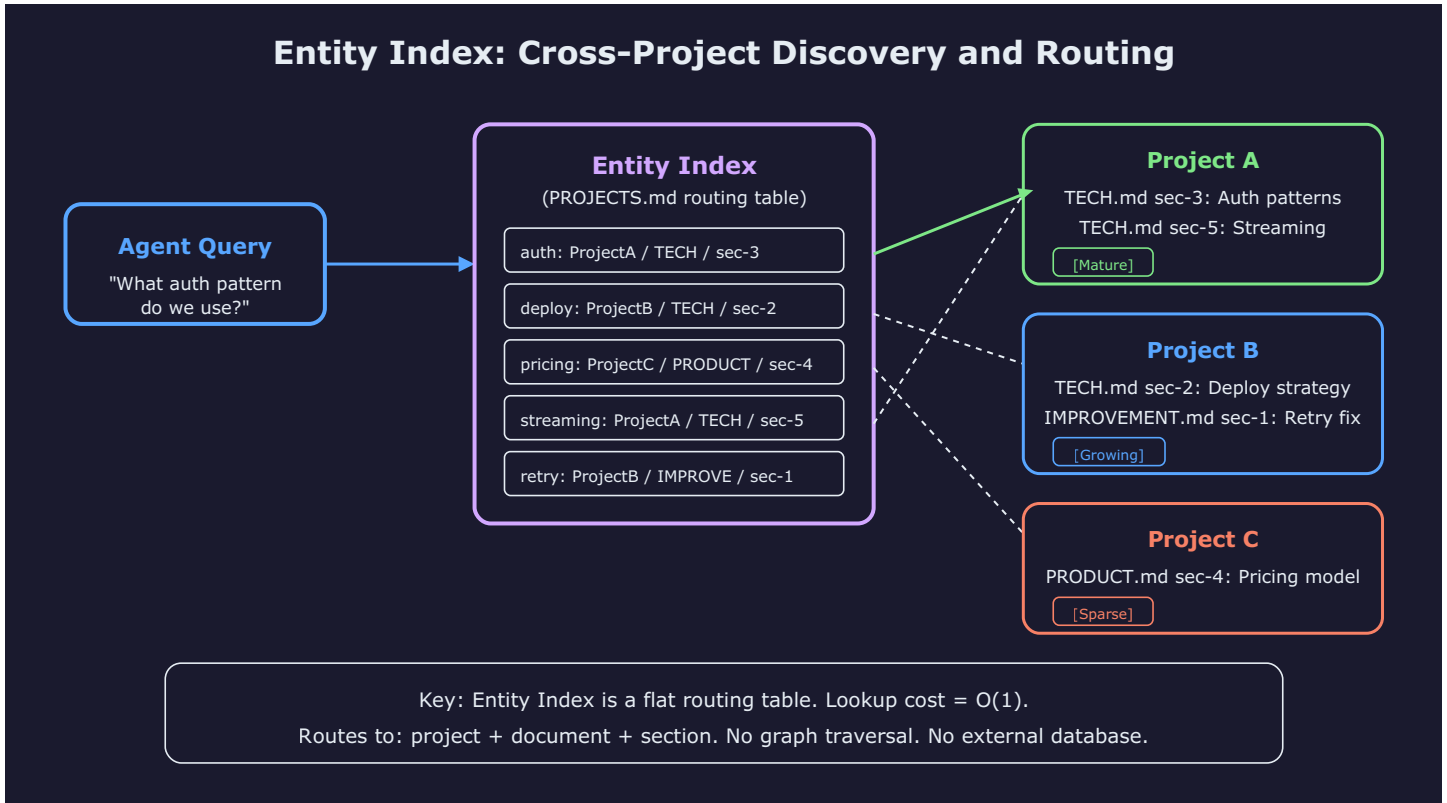 Entity Index: Cross-Project Discovery and Routing
Agent Query
"What auth pattern
do we use?"
Entity Index
(PROJECTS.md routing table)
auth: ProjectA / TECH / sec-3
deploy: ProjectB / TECH / sec-2
pricing: ProjectC / PRODUCT / sec-4
streaming: ProjectA / TECH / sec-5
retry: ProjectB / IMPROVE / sec-1
Project A
TECH.md sec-3: Auth patterns
TECH.md sec-5: Streaming
[Mature]
Project B
TECH.md sec-2: Deploy strategy
IMPROVEMENT.md sec-1: Retry fix
[Growing]
Project C
PRODUCT.md sec-4: Pricing model
[Sparse]
Key: Entity Index is a flat routing table. Lookup cost = O(1).
Routes to: project + document + section. No graph traversal. No external database.